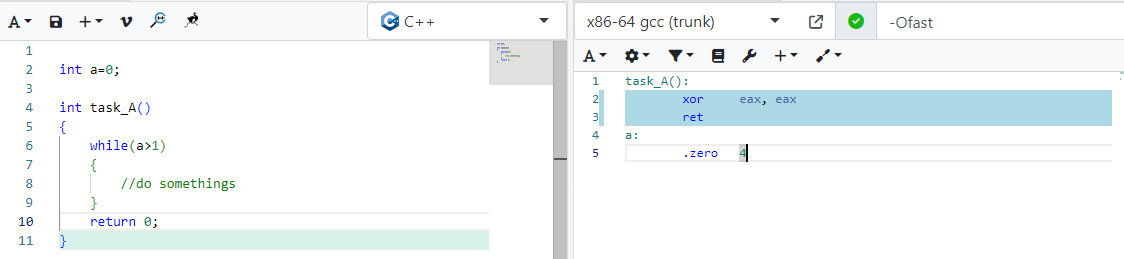 A
C++
1
2 int a=0;
3
4 int task_A()
5 {
6 while(a>1)
7 {
8 //do somethings
9 }
10 return 0;
11 }
x86-64 gcc (trunk)
-Ofast
A
1 task_A():
2 xor eax, eax
3 ret
4 a:
5 .zero 4